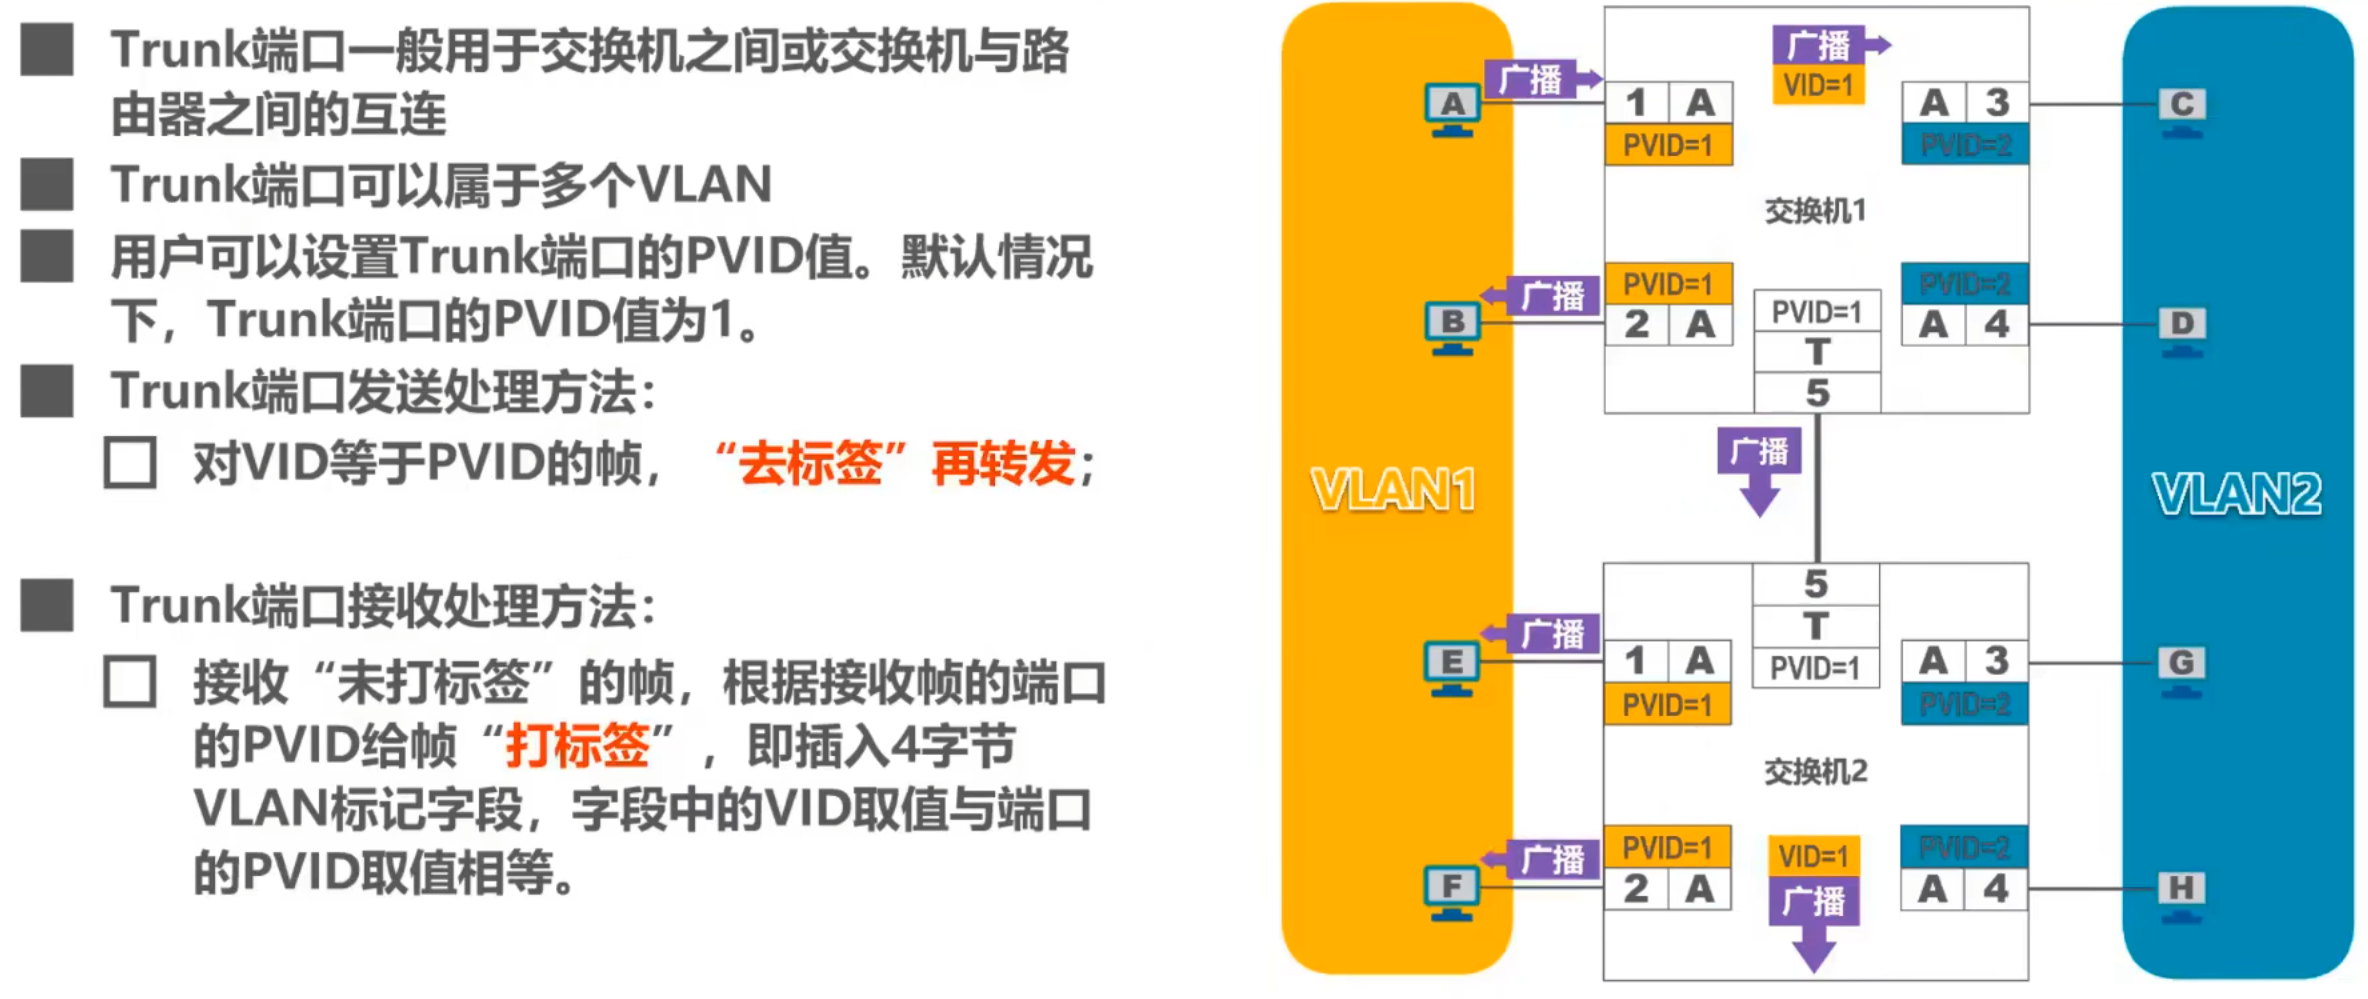 Trunk端口一般用于交换机之间或交换机与路
由器之间的互连
Trunk端口可以属于多个VLAN
用户可以设置Trunk端口的PVID值。默认情况
下，Trunk端口的PVID值为1。
Trunk端口发送处理方法：
对VID等于PVID的帧，“去标签”再转发；
Trunk端口接收处理方法：
接收“未打标签”的帧，根据接收帧的端口
的PVID给帧“打标签”，即插入4字节
VLAN标记字段，字段中的VID取值与端口
的PVID取值相等。
VLAN1
VLAN2
广播
VID=1
A
广播
1 A
PVID=1
A 3
PVID=2
C
交换机1
B
广播
PVID=1
2 A
PVID=1
T
5
PVID=2
A 4
D
广播
5
T
PVID=1
E
广播
1 A
PVID=1
A 3
PVID=2
G
交换机2
F
广播
PVID=1
2 A
VID=1
广播
PVID=2
A 4
H